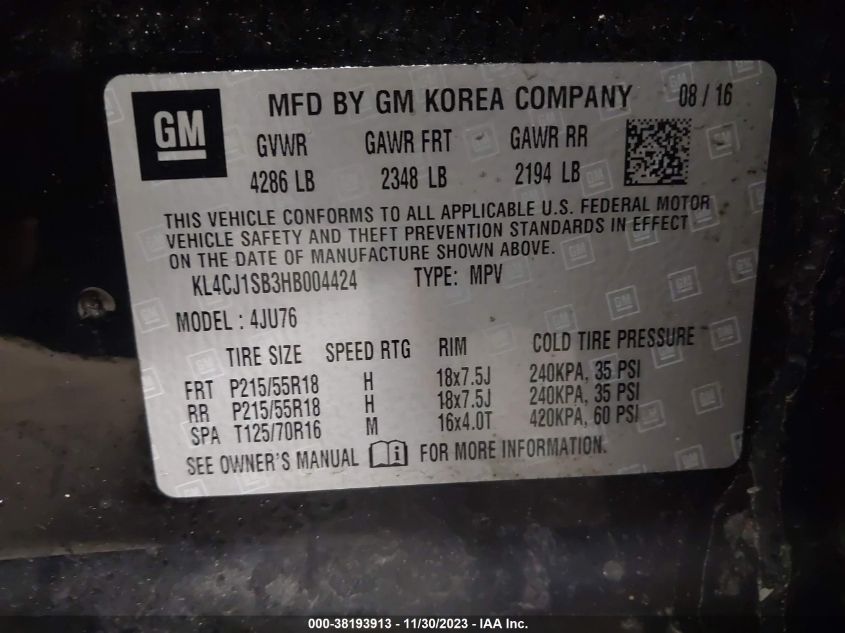 GM
MFD BY GM KOREA COMPANY 08 / 16
GVWR GAWR FRT GAWR RR
4286 LB 2348 LB 2194 LB
THIS VEHICLE CONFORMS TO ALL APPLICABLE U.S. FEDERAL MOTOR
VEHICLE SAFETY AND THEFT PREVENTION STANDARDS IN EFFECT
ON THE DATE OF MANUFACTURE SHOWN ABOVE.
KL4CJ1SB3HB004424 TYPE: MPV
MODEL : 4JU76
TIRE SIZE SPEED RTG RIM COLD TIRE PRESSURE
FRT P215/55R18 H 18x7.5J 240KPA, 35 PSI
RR P215/55R18 H 18x7.5J 240KPA, 35 PSI
SPA T125/70R16 M 16x4.0T 420KPA, 60 PSI
SEE OWNER'S MANUAL i FOR MORE INFORMATION.
000-38193913 - 11/30/2023 - IAA Inc.